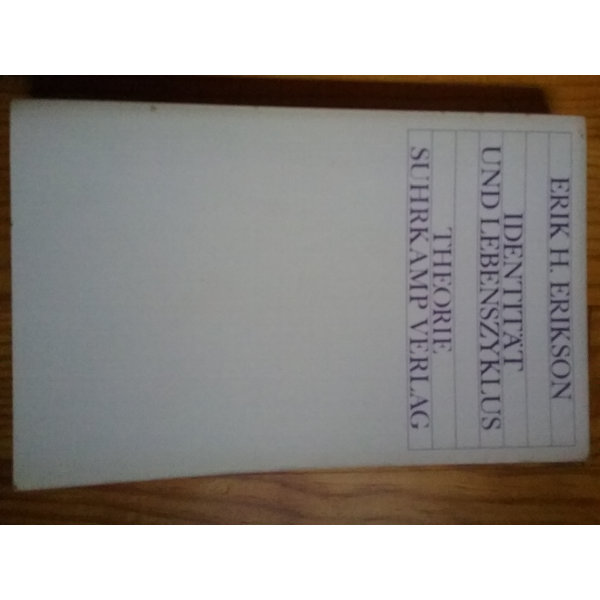 ERIK H. ERIKSON
IDENTITÄT
UND LEBENSZYKLUS
THEORIE
SUHRKAMP VERLAG